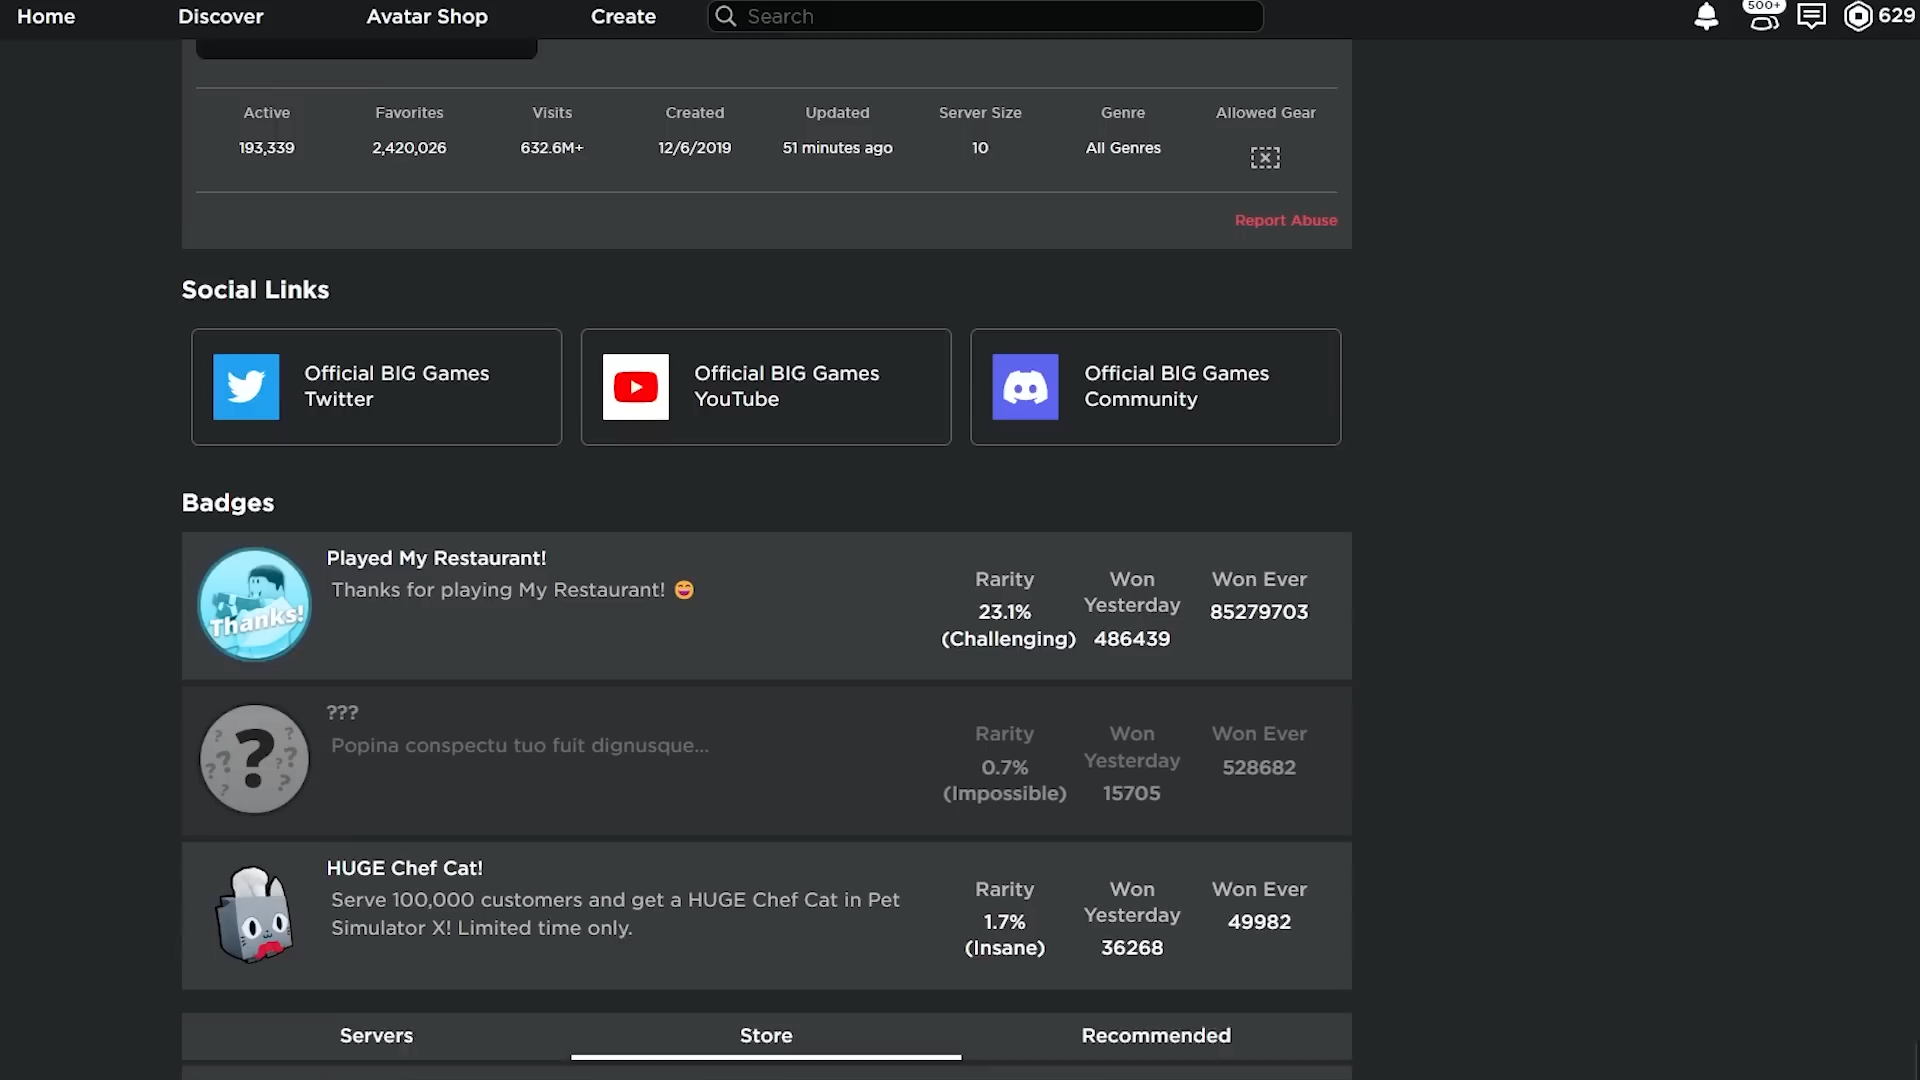 Home Discover Avatar Shop Create Search 500+ 629
Active Favorites Visits Created Updated Server Size Genre Allowed Gear
193,339 2,420,026 632.6M+ 12/6/2019 51 minutes ago 10 All Genres
Report Abuse
Social Links
Official BIG Games
Twitter
Official BIG Games
YouTube
Official BIG Games
Community
Badges
Thanks!
Played My Restaurant!
Thanks for playing My Restaurant! 😄
Rarity
23.1%
(Challenging)
Won
Yesterday
486439
Won Ever
85279703
???
Popina conspectu tuo fuit dignusque...
Rarity
0.7%
(Impossible)
Won
Yesterday
15705
Won Ever
528682
HUGE Chef Cat!
Serve 100,000 customers and get a HUGE Chef Cat in Pet
Simulator X! Limited time only.
Rarity
1.7%
(Insane)
Won
Yesterday
36268
Won Ever
49982
Servers Store Recommended